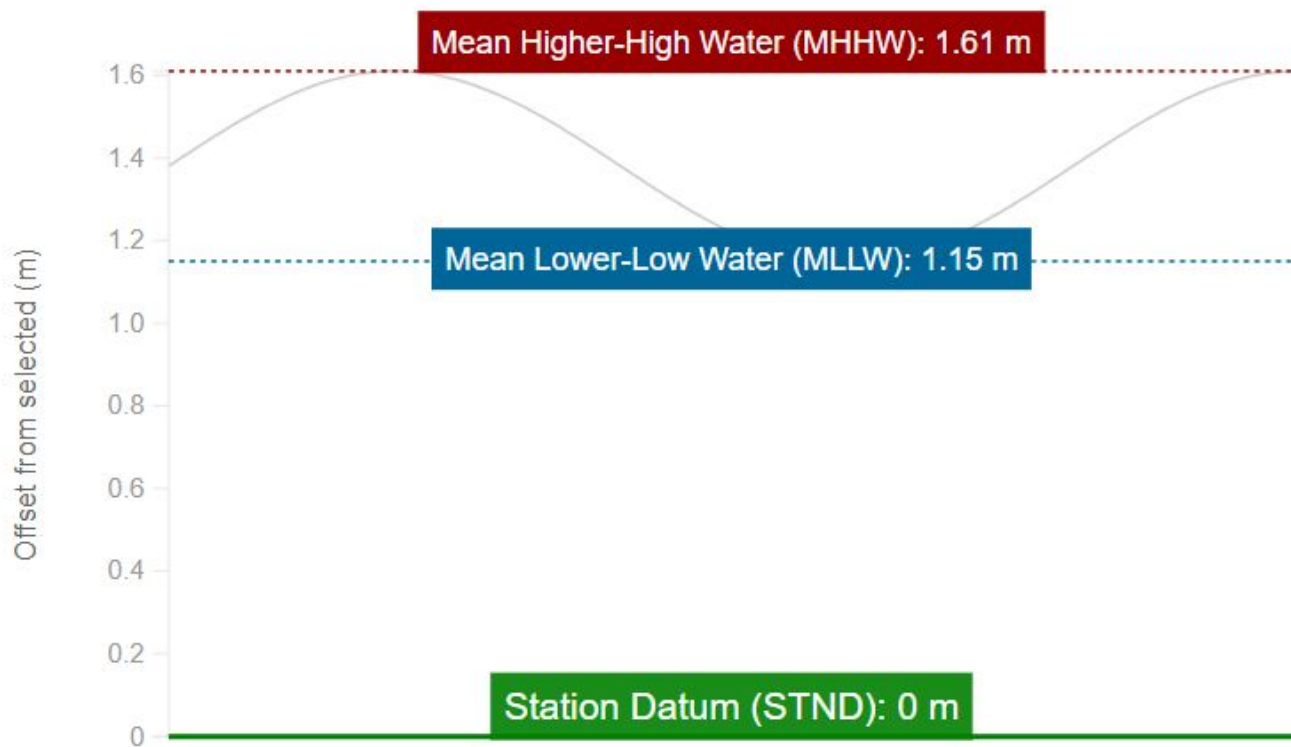 Mean Higher-High Water (MHHW): 1.61 m
1.6
1.4
1.2
Mean Lower-Low Water (MLLW): 1.15 m
1.0
0.8
0.6
0.4
0.2
Station Datum (STND): 0 m
0
Offset from selected (m)